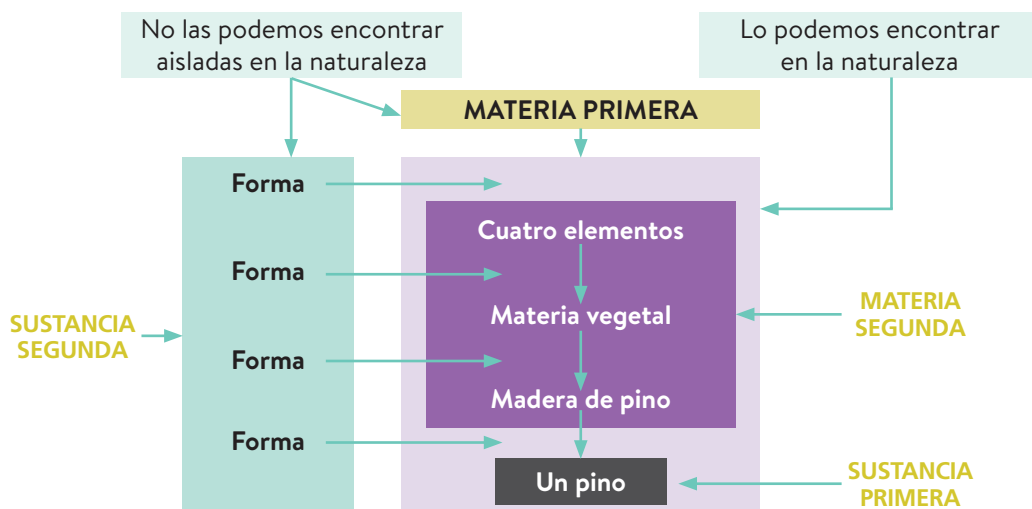 No las podemos encontrar
aisladas en la naturaleza
Lo podemos encontrar
en la naturaleza
MATERIA PRIMERA
Forma
Cuatro elementos
Forma
Materia vegetal
SUSTANCIA
SEGUNDA
MATERIA
SEGUNDA
Forma
Madera de pino
Forma
Un pino
SUSTANCIA
PRIMERA